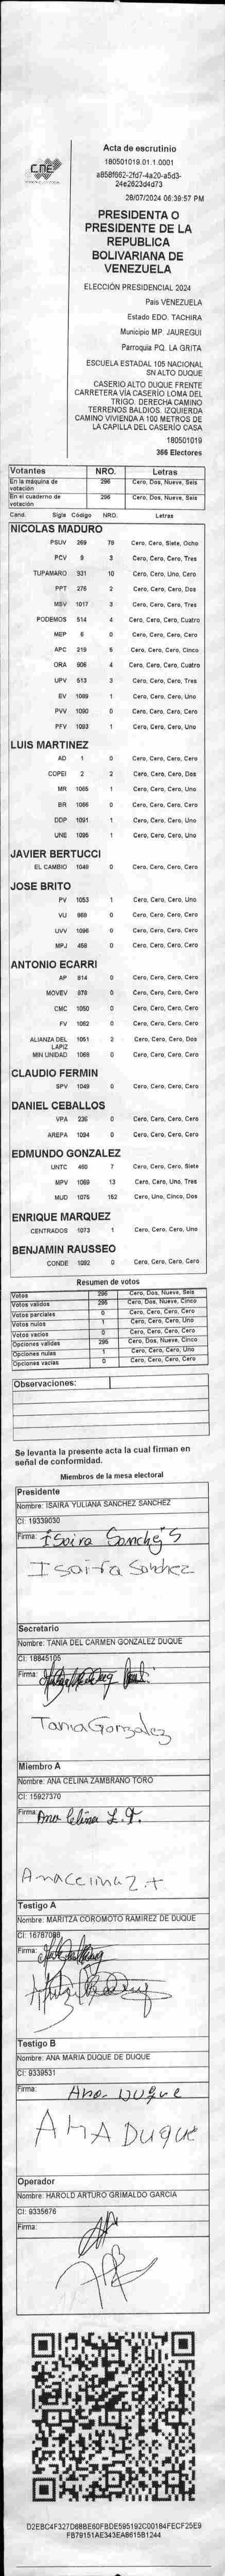 CNE
Acta de escrutinio
180501019.01.1.0001
a858f662-2fd7-4a20-a5d3-
24e2623d4d73
28/07/2024 06:39:57 PM
PRESIDENTA O
PRESIDENTE DE LA
REPUBLICA
BOLIVARIANA DE
VENEZUELA
ELECCIÓN PRESIDENCIAL 2024
País VENEZUELA
Estado EDO. TACHIRA
Municipio MP. JAUREGUI
Parroquia PQ. LA GRITA
ESCUELA ESTADAL 105 NACIONAL
SN ALTO DUQUE
CASERIO ALTO DUQUE FRENTE
CARRETERA VÍA CASERÍO LOMA DEL
TRIGO. DERECHA CAMINO
TERRENOS BALDIOS. IZQUIERDA
CAMINO VIVIENDA A 100 METROS DE
LA CAPILLA DEL CASERÍO CASA
180501019
366 Electores
Votantes NRO. Letras
En la máquina de votación 296 Cero, Dos, Nueve, Seis
En el cuaderno de votación 296 Cero, Dos, Nueve, Seis
Cand. Sigla Código NRO. Letras
NICOLAS MADURO
PSUV 269 78 Cero, Cero, Siete, Ocho
PCV 9 3 Cero, Cero, Cero, Tres
TUPAMARO 931 10 Cero, Cero, Uno, Cero
PPT 276 2 Cero, Cero, Cero, Dos
MSV 1017 3 Cero, Cero, Cero, Tres
PODEMOS 514 4 Cero, Cero, Cero, Cuatro
MEP 6 0 Cero, Cero, Cero, Cero
APC 219 5 Cero, Cero, Cero, Cinco
ORA 906 4 Cero, Cero, Cero, Cuatro
UPV 513 3 Cero, Cero, Cero, Tres
EV 1089 1 Cero, Cero, Cero, Uno
PVV 1090 0 Cero, Cero, Cero, Cero
PFV 1093 1 Cero, Cero, Cero, Uno
LUIS MARTINEZ
AD 1 0 Cero, Cero, Cero, Cero
COPEI 2 2 Cero, Cero, Cero, Dos
MR 1065 1 Cero, Cero, Cero, Uno
BR 1066 0 Cero, Cero, Cero, Cero
DDP 1091 1 Cero, Cero, Cero, Uno
UNE 1095 1 Cero, Cero, Cero, Uno
JAVIER BERTUCCI
EL CAMBIO 1049 0 Cero, Cero, Cero, Cero
JOSE BRITO
PV 1053 1 Cero, Cero, Cero, Uno
VU 969 0 Cero, Cero, Cero, Cero
UVV 1096 0 Cero, Cero, Cero, Cero
MPJ 458 0 Cero, Cero, Cero, Cero
ANTONIO ECARRI
AP 814 0 Cero, Cero, Cero, Cero
MOVEV 970 0 Cero, Cero, Cero, Cero
CMC 1050 0 Cero, Cero, Cero, Cero
FV 1052 0 Cero, Cero, Cero, Cero
ALIANZA DEL LAPIZ 1051 2 Cero, Cero, Cero, Dos
MIN UNIDAD 1068 0 Cero, Cero, Cero, Cero
CLAUDIO FERMIN
SPV 1049 0 Cero, Cero, Cero, Cero
DANIEL CEBALLOS
VPA 236 0 Cero, Cero, Cero, Cero
AREPA 1094 0 Cero, Cero, Cero, Cero
EDMUNDO GONZALEZ
UNTC 460 7 Cero, Cero, Cero, Siete
MPV 1069 13 Cero, Cero, Uno, Tres
MUD 1075 152 Cero, Uno, Cinco, Dos
ENRIQUE MARQUEZ
CENTRADOS 1073 1 Cero, Cero, Cero, Uno
BENJAMIN RAUSSEO
CONDE 1092 0 Cero, Cero, Cero, Cero
Resumen de votos
Votos 296 Cero, Dos, Nueve, Seis
Votos validos 295 Cero, Dos, Nueve, Cinco
Votos parciales 0 Cero, Cero, Cero, Cero
Votos nulos 1 Cero, Cero, Cero, Uno
Votos vacios 0 Cero, Cero, Cero, Cero
Opciones validas 295 Cero, Dos, Nueve, Cinco
Opciones nulas 1 Cero, Cero, Cero, Uno
Opciones vacias 0 Cero, Cero, Cero, Cero
Observaciones:
Se levanta la presente acta la cual firman en
señal de conformidad.
Miembros de la mesa electoral
Presidente
Nombre: ISAIRA YULIANA SANCHEZ SANCHEZ
CI: 19339030
Firma: Isaira Sanchez S
Isaira Sanchez
Secretario
Nombre: TANIA DEL CARMEN GONZALEZ DUQUE
CI: 18845105
Firma:
Tania Gonzalez
Miembro A
Nombre: ANA CELINA ZAMBRANO TORO
CI: 15927370
Firma: Ana Celina Z. T.
Ana celina Z. t
Testigo A
Nombre: MARITZA COROMOTO RAMIREZ DE DUQUE
CI: 16787098
Firma:
Testigo B
Nombre: ANA MARIA DUQUE DE DUQUE
CI: 9339531
Firma: Ana Duque
ANA DUQUE
Operador
Nombre: HAROLD ARTURO GRIMALDO GARCIA
CI: 9335676
Firma:
D2EBC4F327D68BE60FBDE595192C00184FECF25E9
FB79151AE343EA8615B1244